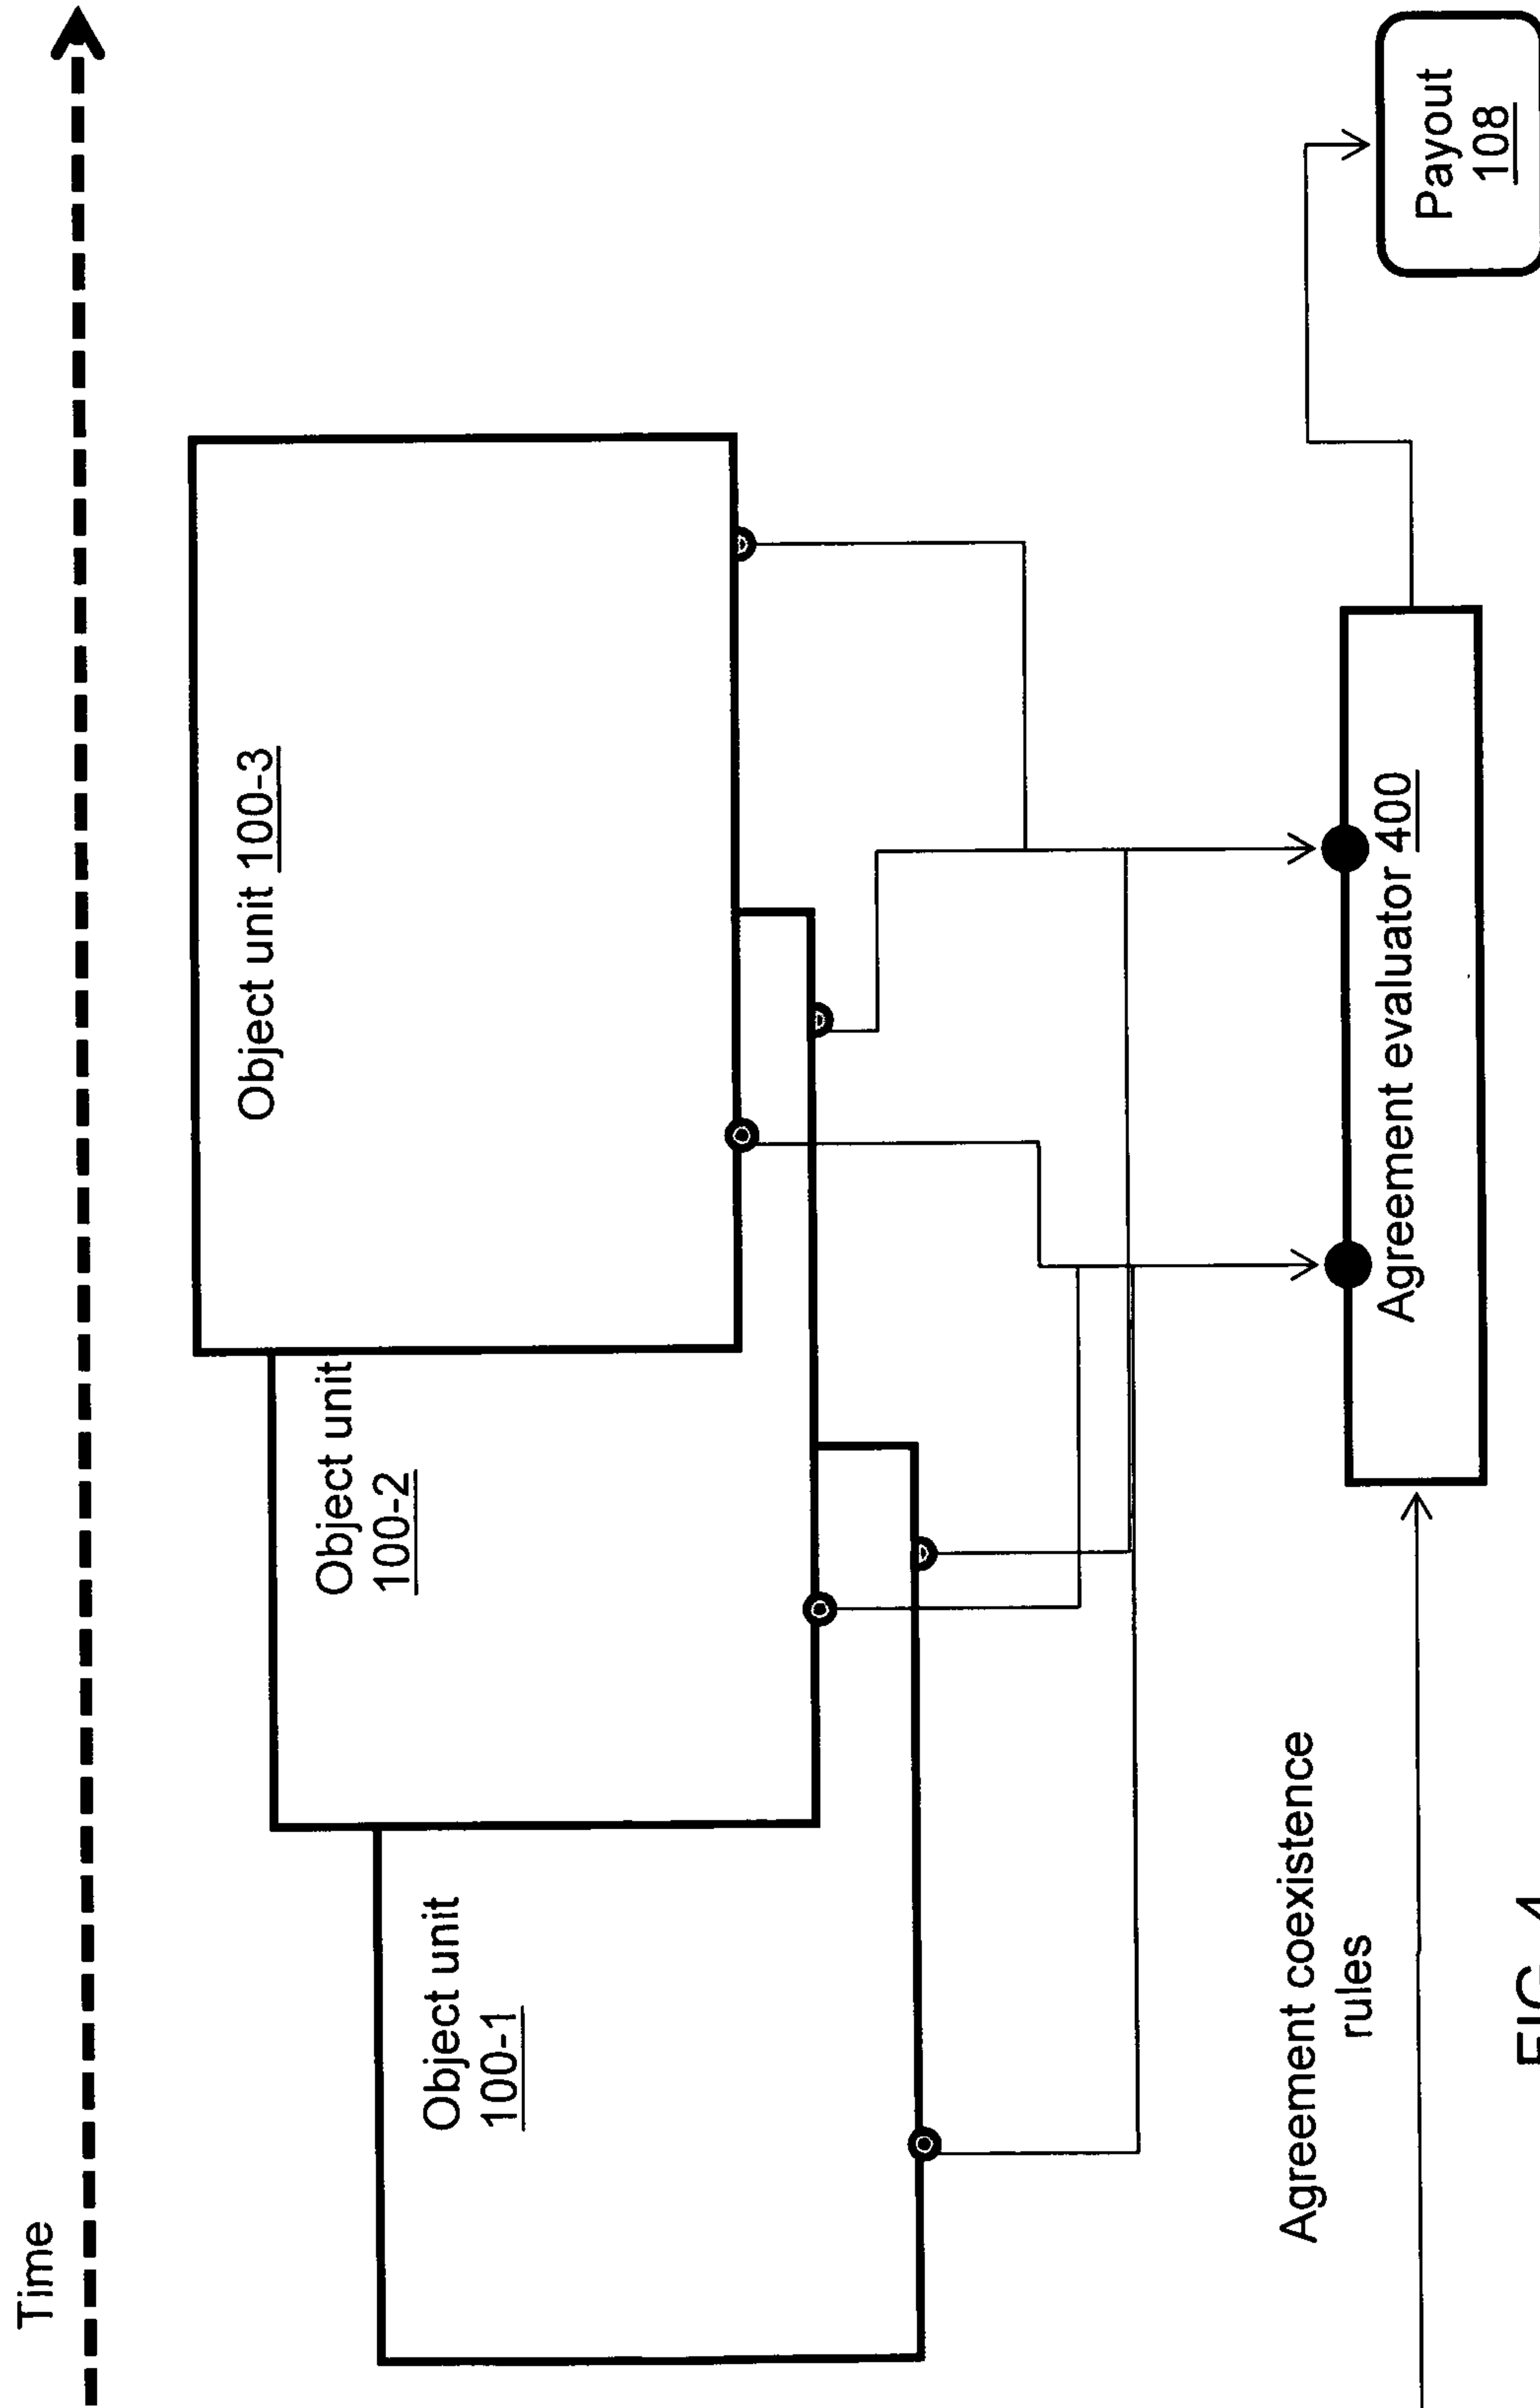 Time
Object unit 100-3
Object unit
100-2
Object unit
100-1
Agreement coexistence
rules
Agreement evaluator 400
Payout
108
FIG